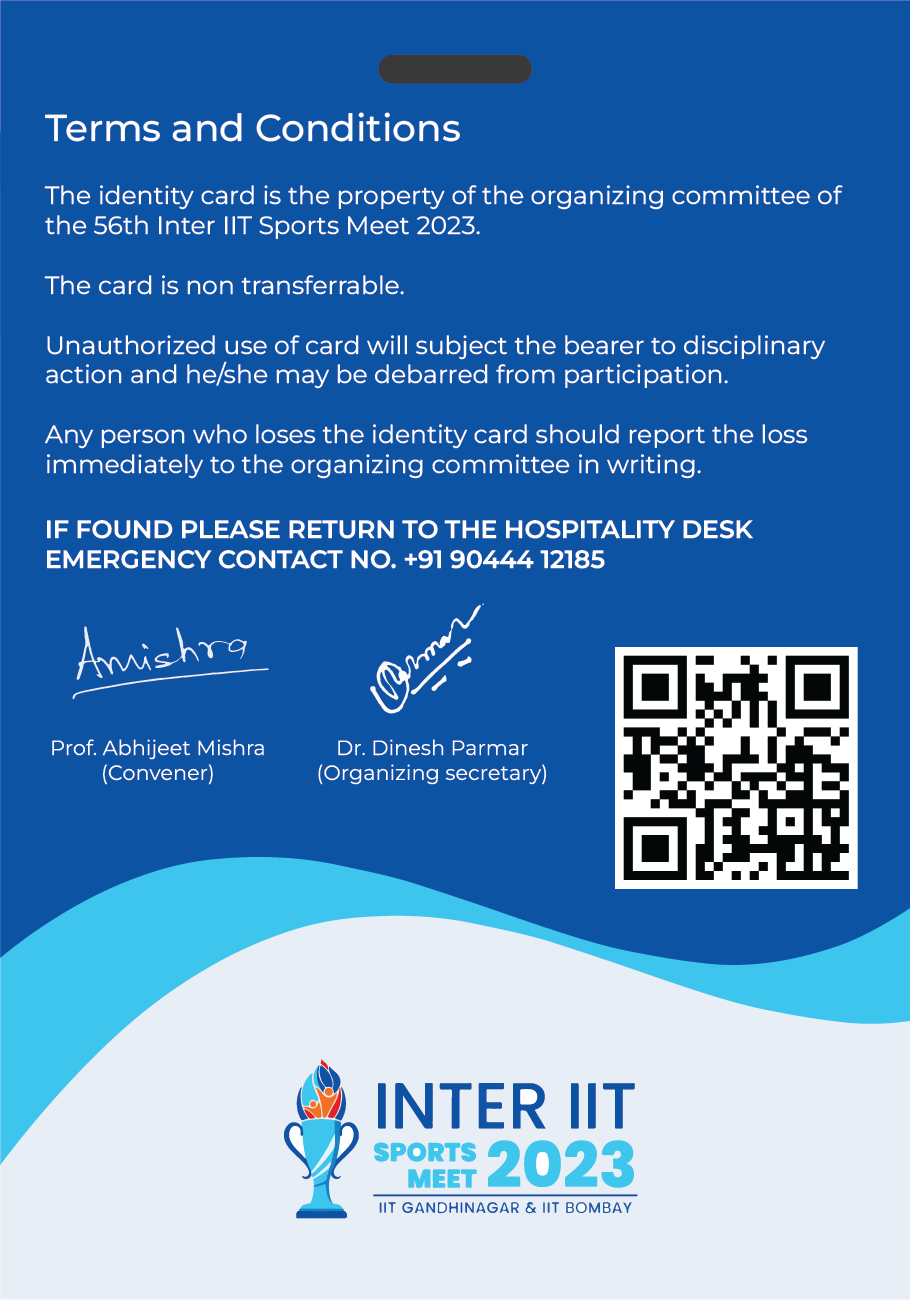 Terms and Conditions
The identity card is the property of the organizing committee of
the 56th Inter IIT Sports Meet 2023.
The card is non transferrable.
Unauthorized use of card will subject the bearer to disciplinary
action and he/she may be debarred from participation.
Any person who loses the identity card should report the loss
immediately to the organizing committee in writing.
IF FOUND PLEASE RETURN TO THE HOSPITALITY DESK
EMERGENCY CONTACT NO. +91 90444 12185
Amishra
Parmar
Prof. Abhijeet Mishra
(Convener)
Dr. Dinesh Parmar
(Organizing secretary)
INTER IIT
SPORTS
MEET 2023
IIT GANDHINAGAR & IIT BOMBAY